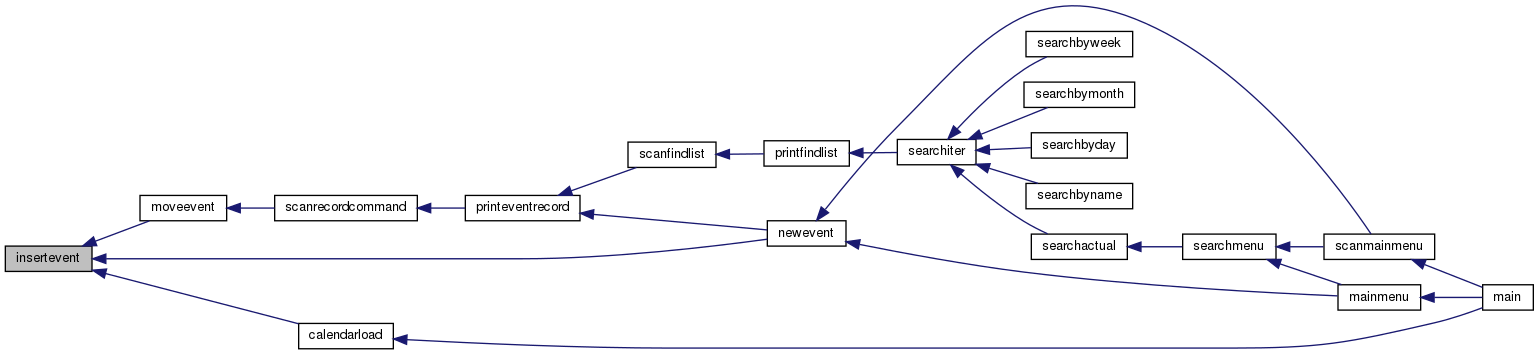 searchbyweek
searchbymonth
searchbyday
searchbyname
scanfindlist
printfindlist
searchiter
moveevent
scanrecordcommand
printeventrecord
newevent
searchactual
searchmenu
scanmainmenu
insertevent
mainmenu
main
calendarload